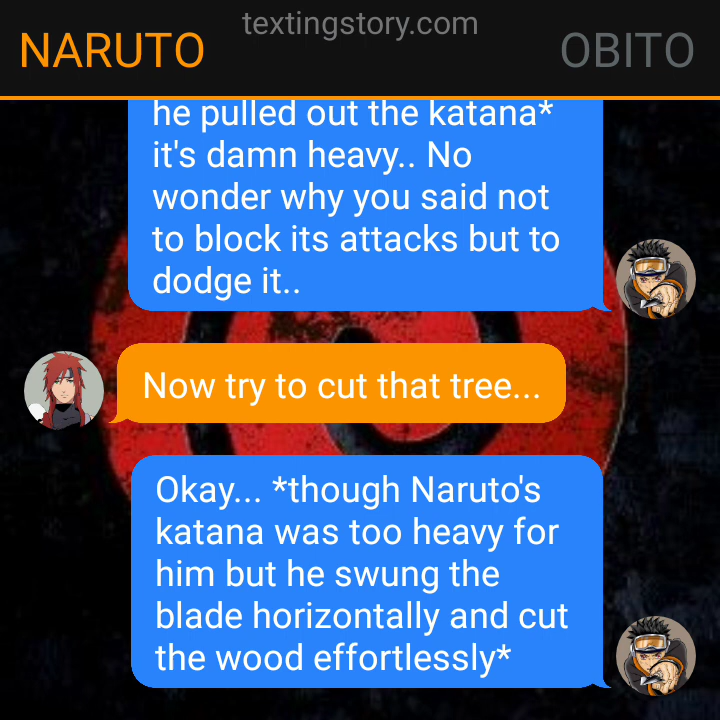 textingstory.com
NARUTO
OBITO
he pulled out the katana*
it's damn heavy.. No
wonder why you said not
to block its attacks but to
dodge it..
Now try to cut that tree...
Okay... *though Naruto's
katana was too heavy for
him but he swung the
blade horizontally and cut
the wood effortlessly*